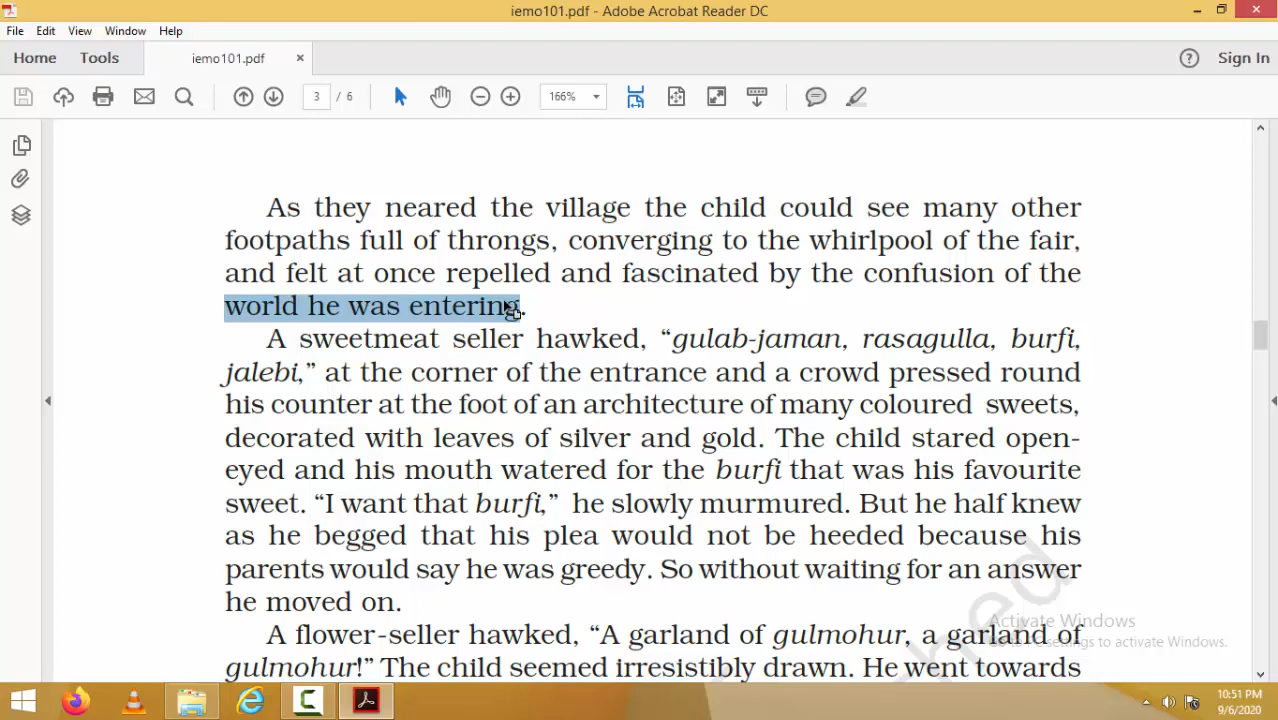 iemo101.pdf - Adobe Acrobat Reader DC
File Edit View Window Help
Home Tools iemo101.pdf × Sign In
3 / 6 166%
As they neared the village the child could see many other
footpaths full of throngs, converging to the whirlpool of the fair,
and felt at once repelled and fascinated by the confusion of the
world he was entering.
A sweetmeat seller hawked, “gulab-jaman, rasagulla, burfi,
jalebi,” at the corner of the entrance and a crowd pressed round
his counter at the foot of an architecture of many coloured sweets,
decorated with leaves of silver and gold. The child stared open-
eyed and his mouth watered for the burfi that was his favourite
sweet. “I want that burfi,” he slowly murmured. But he half knew
as he begged that his plea would not be heeded because his
parents would say he was greedy. So without waiting for an answer
he moved on.
A flower-seller hawked, “A garland of gulmohur, a garland of
gulmohur!” The child seemed irresistibly drawn. He went towards
Activate Windows
Go to PC settings to activate Windows.
10:51 PM
9/6/2020